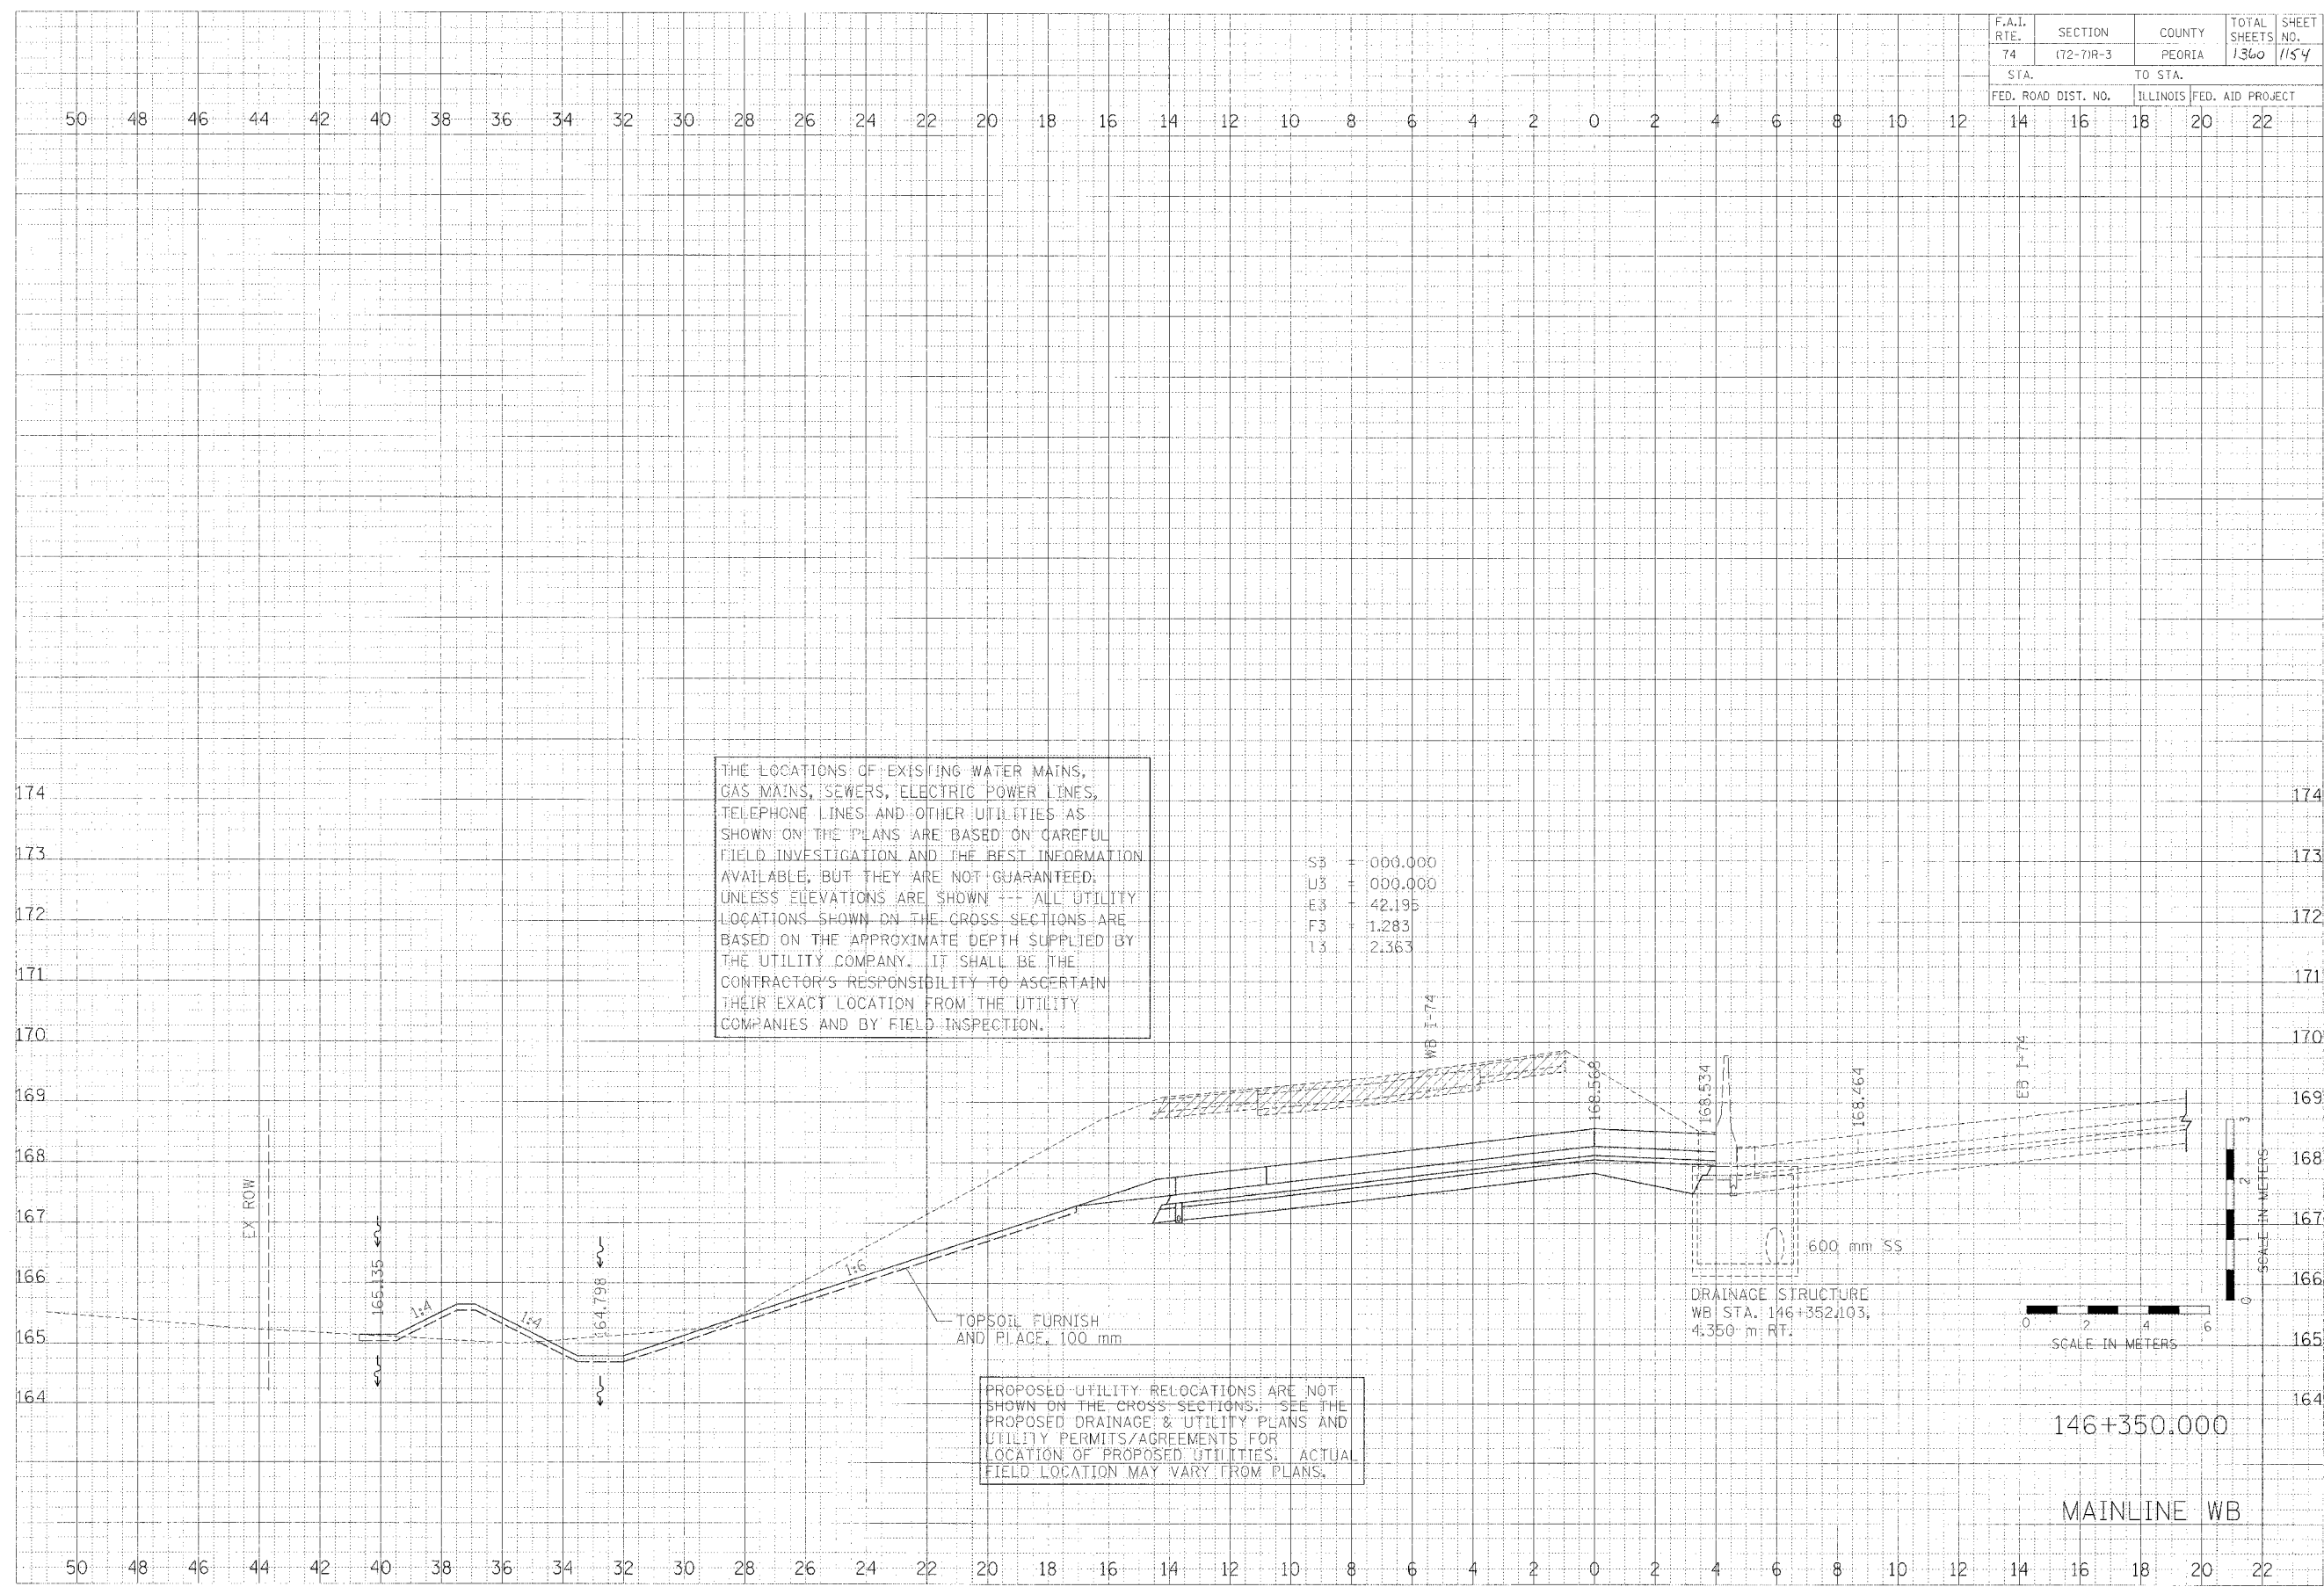 F.A.I. RTE. SECTION COUNTY TOTAL SHEETS SHEET NO.
74 (72-7)R-3 PEORIA 1360 1154
STA. TO STA.
FED. ROAD DIST. NO. ILLINOIS FED. AID PROJECT
50 48 46 44 42 40 38 36 34 32 30 28 26 24 22 20 18 16 14 12 10 8 6 4 2 0 2 4 6 8 10 12 14 16 18 20 22
THE LOCATIONS OF EXISTING WATER MAINS,
GAS MAINS, SEWERS, ELECTRIC POWER LINES,
TELEPHONE LINES AND OTHER UTILITIES AS
SHOWN ON THE PLANS ARE BASED ON CAREFUL
FIELD INVESTIGATION AND THE BEST INFORMATION
AVAILABLE, BUT THEY ARE NOT GUARANTEED.
UNLESS ELEVATIONS ARE SHOWN --- ALL UTILITY
LOCATIONS SHOWN ON THE CROSS SECTIONS ARE
BASED ON THE APPROXIMATE DEPTH SUPPLIED BY
THE UTILITY COMPANY. IT SHALL BE THE
CONTRACTOR'S RESPONSIBILITY TO ASCERTAIN
THEIR EXACT LOCATION FROM THE UTILITY
COMPANIES AND BY FIELD INSPECTION.
S3 = 000.000
U3 = 000.000
E3 = 42.195
F3 = 1.283
2.363
174 174
173 173
172 172
171 171
170 170
169 169
168 168
167 167
166 166
165 165
164 164
WB I-74
EB I-74
168.569
168.534
168.464
EX ROW
165.135
164.798
1:4
1:4
1:6
TOPSOIL FURNISH
AND PLACE, 100 mm
600 mm SS
DRAINAGE STRUCTURE
WB STA. 146+352.103,
4.350 m RT.
3
2
1
0
SCALE IN METERS
0 2 4 6
SCALE IN METERS
PROPOSED UTILITY RELOCATIONS ARE NOT
SHOWN ON THE CROSS SECTIONS. SEE THE
PROPOSED DRAINAGE & UTILITY PLANS AND
UTILITY PERMITS/AGREEMENTS FOR
LOCATION OF PROPOSED UTILITIES. ACTUAL
FIELD LOCATION MAY VARY FROM PLANS.
146+350.000
MAINLINE WB
50 48 46 44 42 40 38 36 34 32 30 28 26 24 22 20 18 16 14 12 10 8 6 4 2 0 2 4 6 8 10 12 14 16 18 20 22